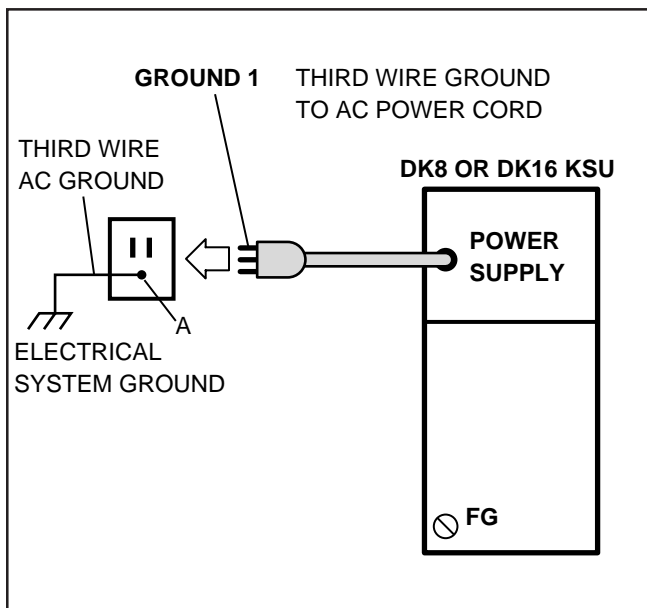 GROUND 1
THIRD WIRE GROUND
TO AC POWER CORD
THIRD WIRE
AC GROUND
DK8 OR DK16 KSU
POWER
SUPPLY
A
ELECTRICAL
SYSTEM GROUND
FG